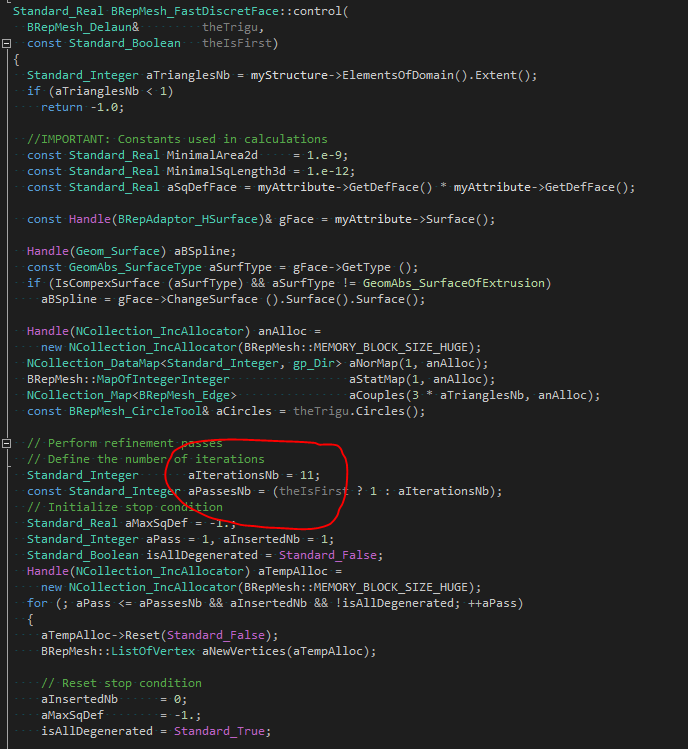 Standard_Real BRepMesh_FastDiscretFace::control(
  BRepMesh_Delaun&         theTrigu,
  const Standard_Boolean   theIsFirst)
{
  Standard_Integer aTrianglesNb = myStructure->ElementsOfDomain().Extent();
  if (aTrianglesNb < 1)
    return -1.0;

  //IMPORTANT: Constants used in calculations
  const Standard_Real MinimalArea2d     = 1.e-9;
  const Standard_Real MinimalSqLength3d = 1.e-12;
  const Standard_Real aSqDefFace = myAttribute->GetDefFace() * myAttribute->GetDefFace();

  const Handle(BRepAdaptor_HSurface)& gFace = myAttribute->Surface();

  Handle(Geom_Surface) aBSpline;
  const GeomAbs_SurfaceType aSurfType = gFace->GetType ();
  if (IsCompexSurface (aSurfType) && aSurfType != GeomAbs_SurfaceOfExtrusion)
    aBSpline = gFace->ChangeSurface ().Surface().Surface();

  Handle(NCollection_IncAllocator) anAlloc =
    new NCollection_IncAllocator(BRepMesh::MEMORY_BLOCK_SIZE_HUGE);
  NCollection_DataMap<Standard_Integer, gp_Dir> aNorMap(1, anAlloc);
  BRepMesh::MapOfIntegerInteger                 aStatMap(1, anAlloc);
  NCollection_Map<BRepMesh_Edge>                aCouples(3 * aTrianglesNb, anAlloc);
  const BRepMesh_CircleTool& aCircles = theTrigu.Circles();

  // Perform refinement passes
  // Define the number of iterations
  Standard_Integer       aIterationsNb = 11;
  const Standard_Integer aPassesNb = (theIsFirst ? 1 : aIterationsNb);
  // Initialize stop condition
  Standard_Real aMaxSqDef = -1.;
  Standard_Integer aPass = 1, aInsertedNb = 1;
  Standard_Boolean isAllDegenerated = Standard_False;
  Handle(NCollection_IncAllocator) aTempAlloc =
    new NCollection_IncAllocator(BRepMesh::MEMORY_BLOCK_SIZE_HUGE);
  for (; aPass <= aPassesNb && aInsertedNb && !isAllDegenerated; ++aPass)
  {
    aTempAlloc->Reset(Standard_False);
    BRepMesh::ListOfVertex aNewVertices(aTempAlloc);

    // Reset stop condition
    aInsertedNb      = 0;
    aMaxSqDef        = -1.;
    isAllDegenerated = Standard_True;